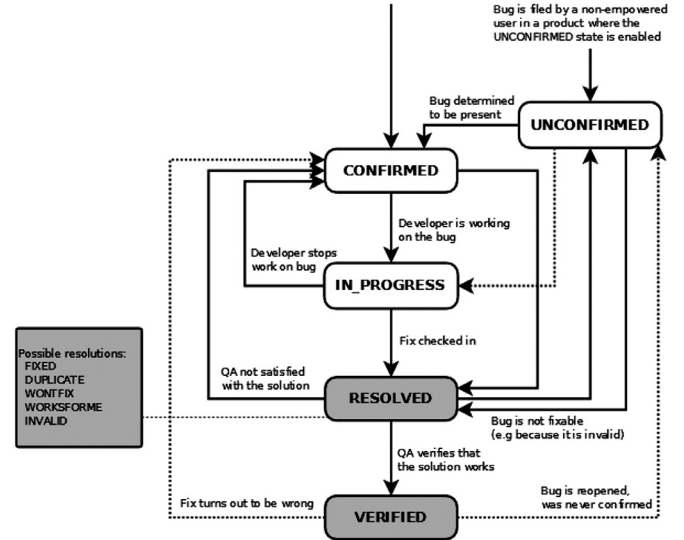 Bug is filed by a non-empowered
user in a product where the
UNCONFIRMED state is enabled
Bug determined
to be present
UNCONFIRMED
CONFIRMED
Developer is working
on the bug
Developer stops
work on bug
IN_PROGRESS
Fix checked in
Possible resolutions:
FIXED
DUPLICATE
WONTFIX
WORKSFORME
INVALID
QA not satisfied
with the solution
RESOLVED
Bug is not fixable
(e.g because it is invalid)
QA verifies that
the solution works
Fix turns out to be wrong
VERIFIED
Bug is reopened,
was never confirmed